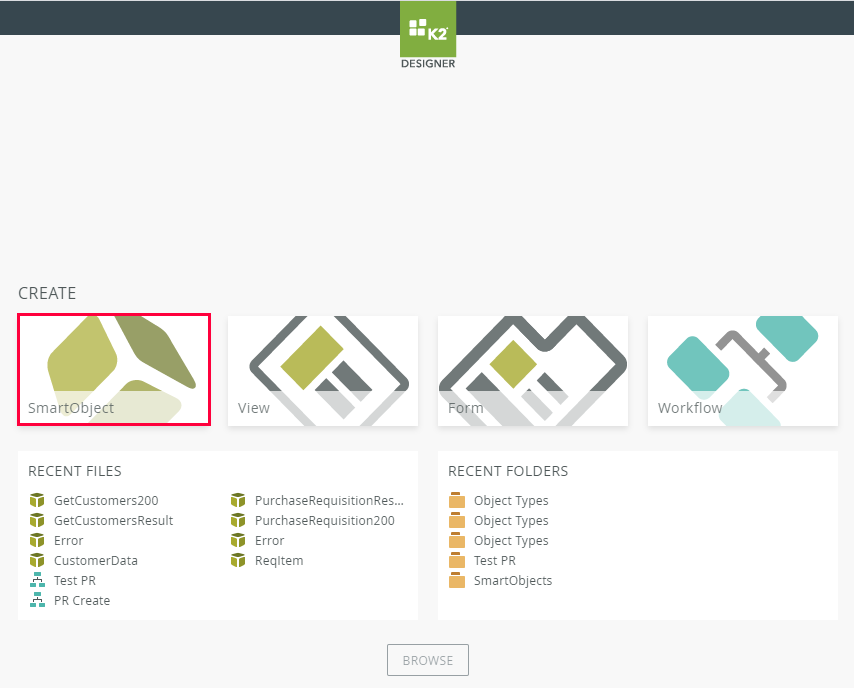 K2
DESIGNER
CREATE
SmartObject
View
Form
Workflow
RECENT FILES
GetCustomers200
GetCustomersResult
Error
CustomerData
Test PR
PR Create
PurchaseRequisitionRes...
PurchaseRequisition200
Error
ReqItem
RECENT FOLDERS
Object Types
Object Types
Object Types
Test PR
SmartObjects
BROWSE